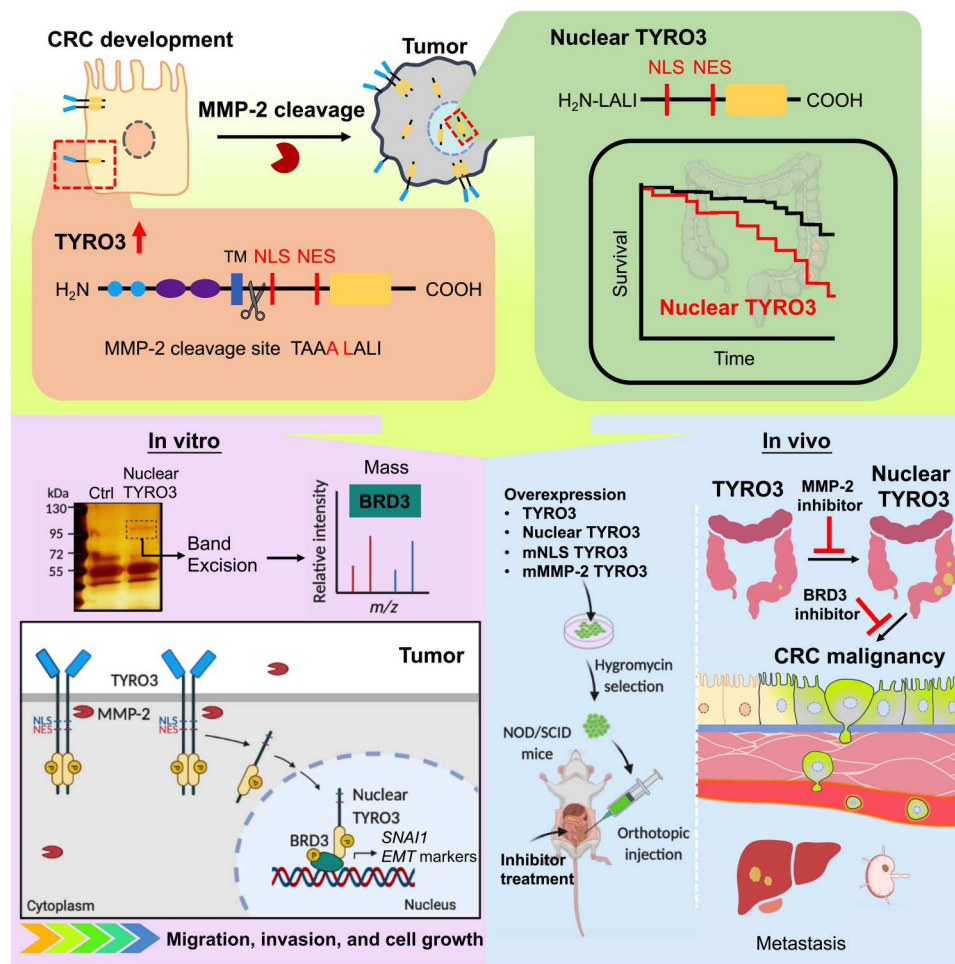 CRC development
MMP-2 cleavage
Tumor
Nuclear TYRO3
NLS NES
H₂N-LALI
COOH
Survival
Nuclear TYRO3
Time
TYRO3
TM NLS NES
H₂N
COOH
MMP-2 cleavage site TAAA LALI
In vitro
kDa
130
95
72
55
Ctrl
Nuclear
TYRO3
Band
Excision
Mass
BRD3
Relative intensity
m/z
Tumor
TYRO3
MMP-2
NLS
NES
P
P
P
P
P
Nuclear
TYRO3
BRD3
P
P
SNAI1
EMT markers
Cytoplasm
Nucleus
Migration, invasion, and cell growth
In vivo
Overexpression
• TYRO3
• Nuclear TYRO3
• mNLS TYRO3
• mMMP-2 TYRO3
Hygromycin
selection
NOD/SCID
mice
Orthotopic
injection
Inhibitor
treatment
TYRO3
MMP-2
inhibitor
Nuclear
TYRO3
BRD3
inhibitor
CRC malignancy
Metastasis